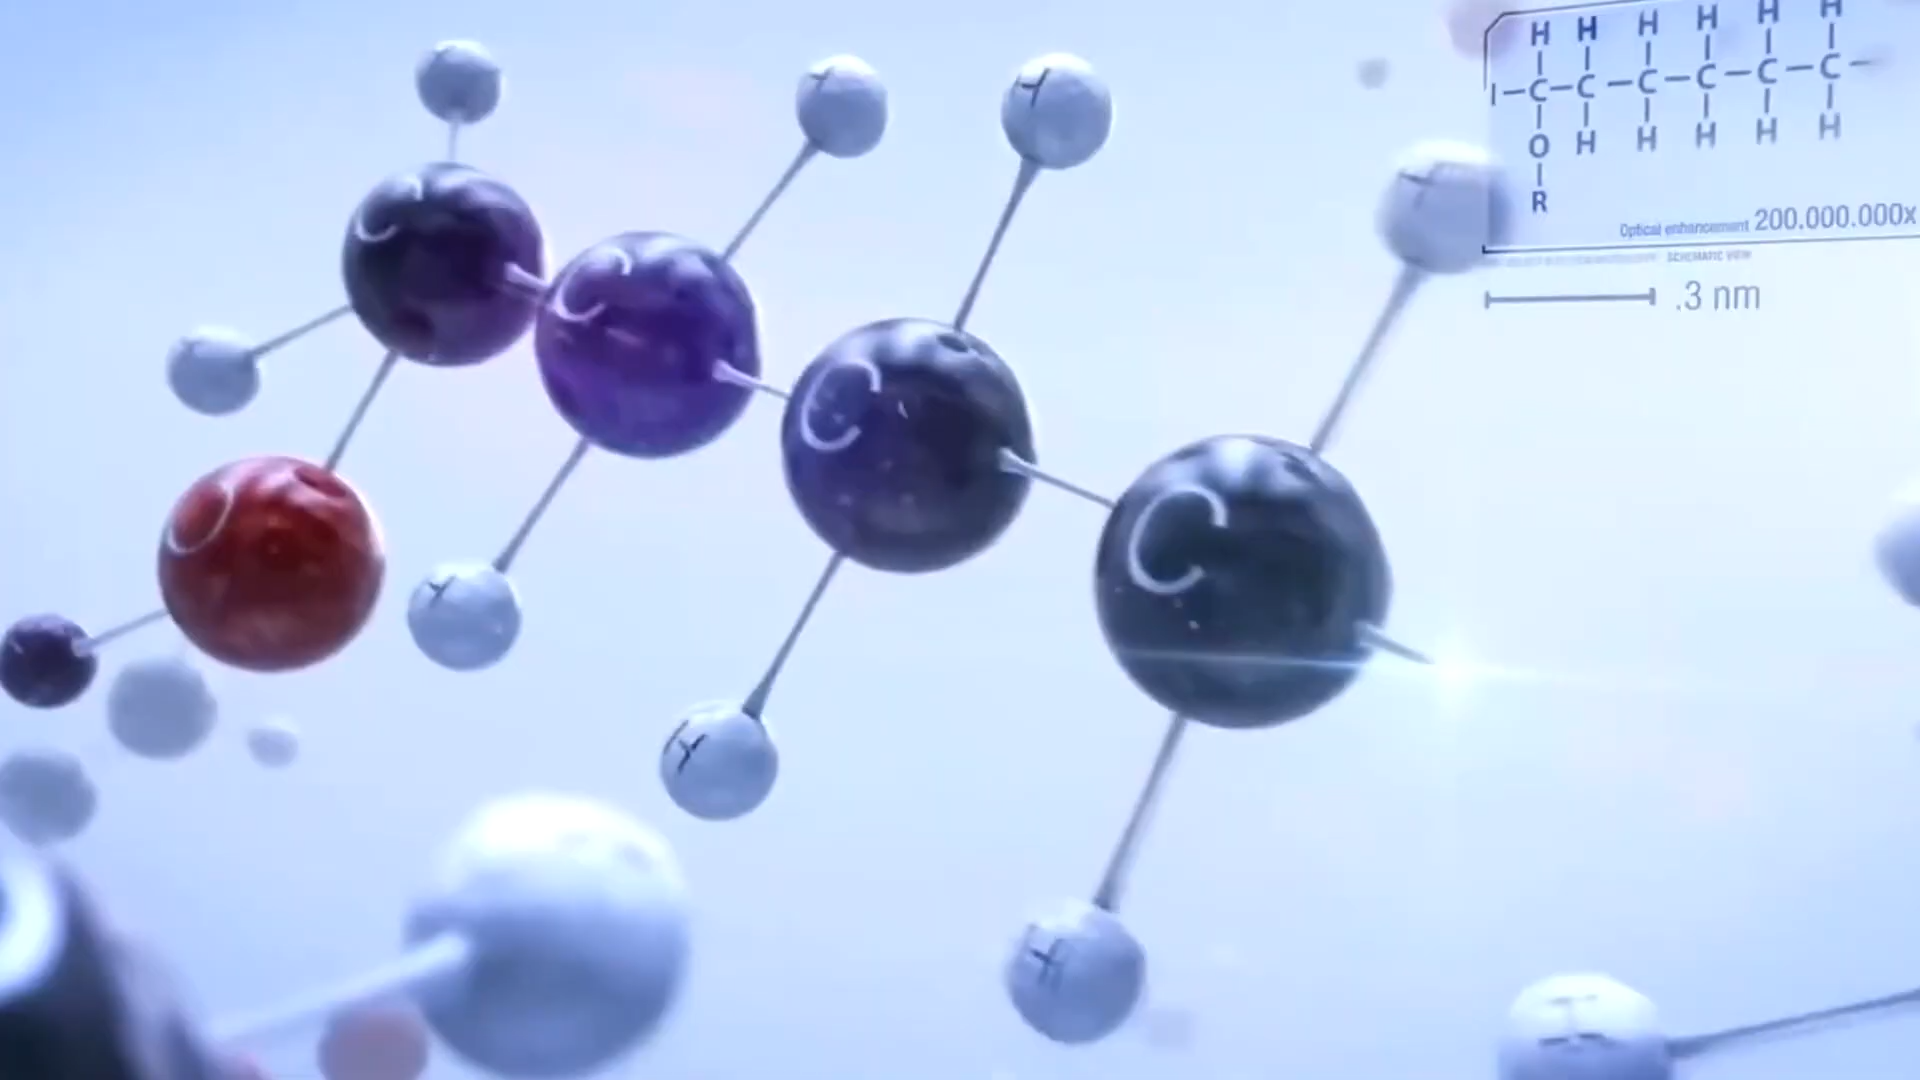 H H H H H H
I-C-C-C-C-C-C-
O H H H H H
R
Optical enhancement 200.000.000x
SCHEMATIC VIEW
.3 nm
C
C
C
C
O
H
H